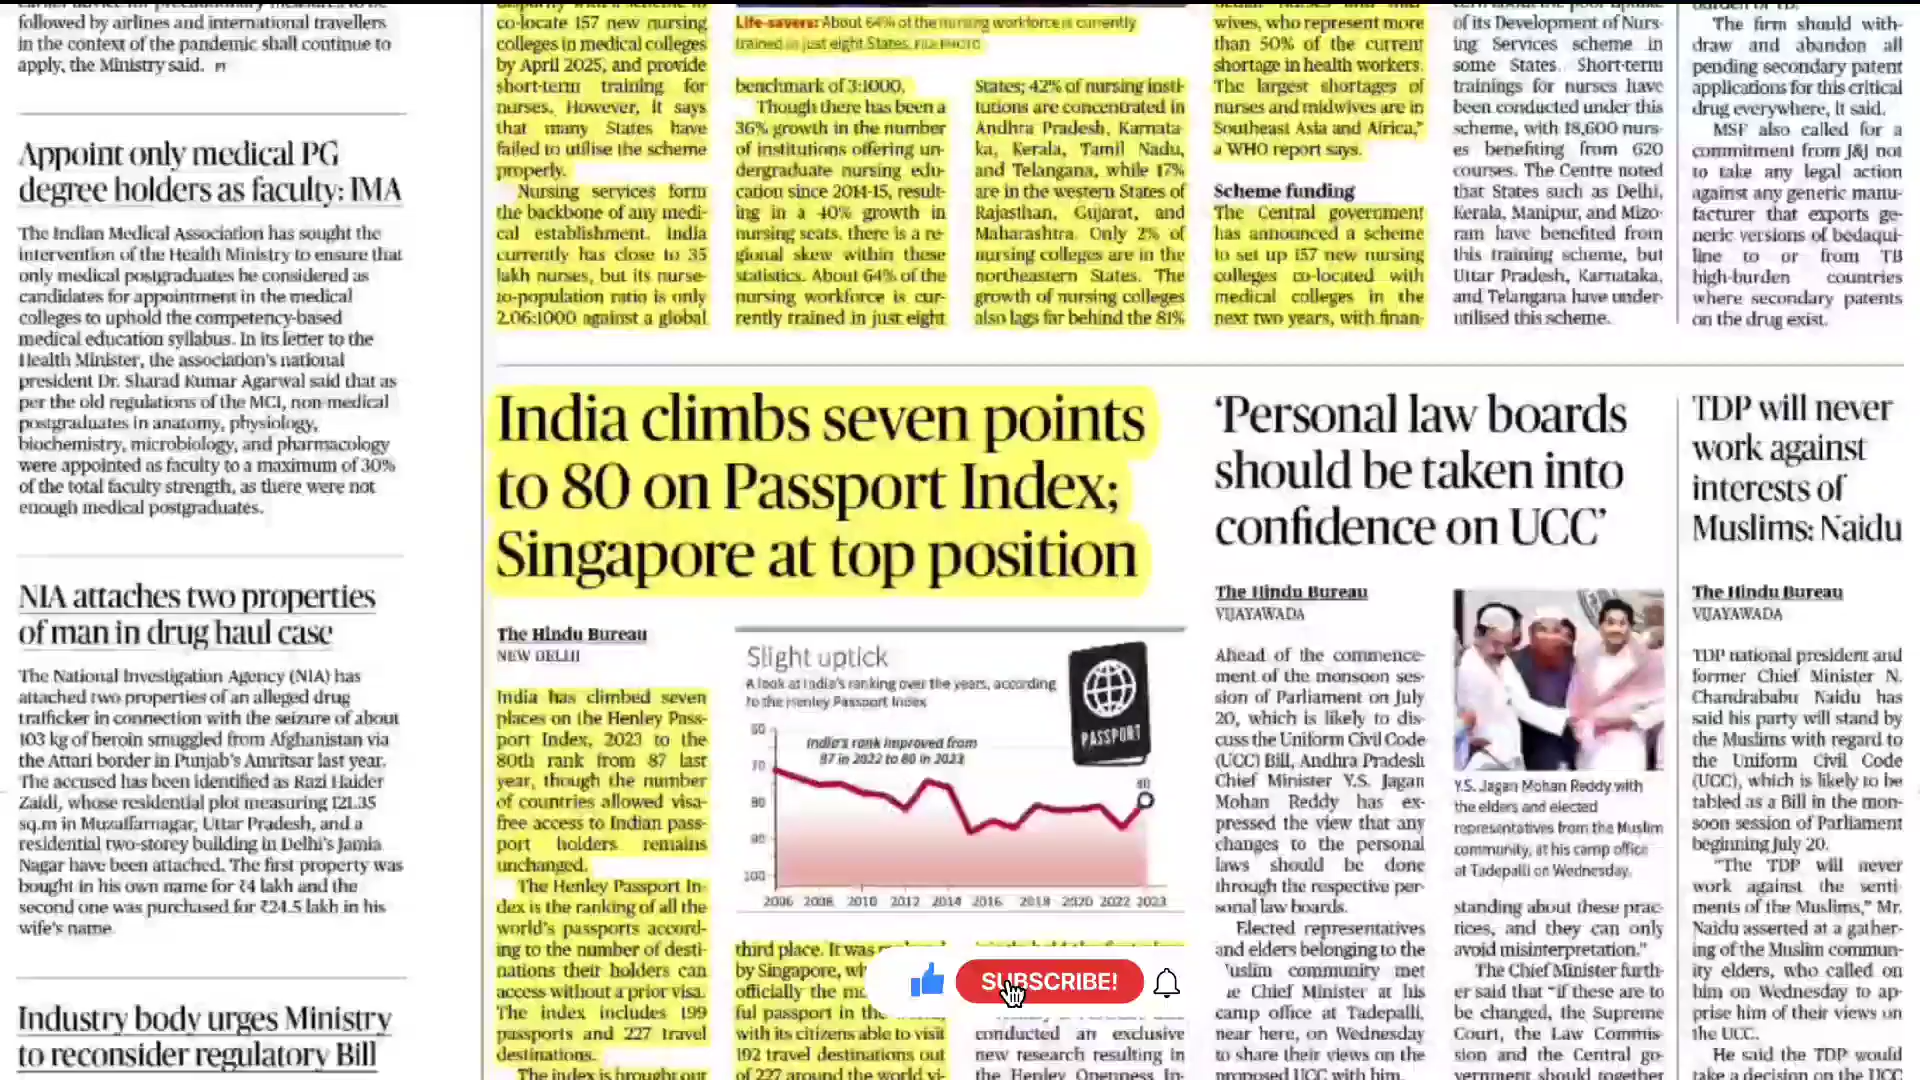 followed by airlines and international travellers
in the context of the pandemic shall continue to
apply, the Ministry said. PTI
Appoint only medical PG
degree holders as faculty: IMA
The Indian Medical Association has sought the
intervention of the Health Ministry to ensure that
only medical postgraduates be considered as
candidates for appointment in the medical
colleges to uphold the competency-based
medical education syllabus. In its letter to the
Health Minister, the association's national
president Dr. Sharad Kumar Agarwal said that as
per the old regulations of the MCI, non-medical
postgraduates in anatomy, physiology,
biochemistry, microbiology, and pharmacology
were appointed as faculty to a maximum of 30%
of the total faculty strength, as there were not
enough medical postgraduates.
NIA attaches two properties
of man in drug haul case
The National Investigation Agency (NIA) has
attached two properties of an alleged drug
trafficker in connection with the seizure of about
103 kg of heroin smuggled from Afghanistan via
the Attari border in Punjab's Amritsar last year.
The accused has been identified as Razi Haider
Zaidi, whose residential plot measuring 121.35
sq.m in Muzaffarnagar, Uttar Pradesh, and a
residential two-storey building in Delhi's Jamia
Nagar have been attached. The first property was
bought in his own name for ₹4 lakh and the
second one was purchased for ₹24.5 lakh in his
wife's name.
Industry body urges Ministry
to reconsider regulatory Bill
co-locate 157 new nursing
colleges in medical colleges
by April 2025, and provide
short-term training for
nurses. However, it says
that many States have
failed to utilise the scheme
properly.
Nursing services form
the backbone of any medi-
cal establishment. India
currently has close to 35
lakh nurses, but its nurse-
to-population ratio is only
2.06:1000 against a global
Life-savers: About 64% of the nursing workforce is currently
trained in just eight States. FILE PHOTO
benchmark of 3:1000.
Though there has been a
36% growth in the number
of institutions offering un-
dergraduate nursing edu-
cation since 2014-15, result-
ing in a 40% growth in
nursing seats, there is a re-
gional skew within these
statistics. About 64% of the
nursing workforce is cur-
rently trained in just eight
States; 42% of nursing insti-
tutions are concentrated in
Andhra Pradesh, Karnata-
ka, Kerala, Tamil Nadu,
and Telangana, while 17%
are in the western States of
Rajasthan, Gujarat, and
Maharashtra. Only 2% of
nursing colleges are in the
northeastern States. The
growth of nursing colleges
also lags far behind the 81%
wives, who represent more
than 50% of the current
shortage in health workers.
The largest shortages of
nurses and midwives are in
Southeast Asia and Africa,"
a WHO report says.
Scheme funding
The Central government
has announced a scheme
to set up 157 new nursing
colleges co-located with
medical colleges in the
next two years, with finan-
of its Development of Nurs-
ing Services scheme in
some States. Short-term
trainings for nurses have
been conducted under this
scheme, with 18,600 nurs-
es benefiting from 620
courses. The Centre noted
that States such as Delhi,
Kerala, Manipur, and Mizo-
ram have benefited from
this training scheme, but
Uttar Pradesh, Karnataka,
and Telangana have under-
utilised this scheme.
The firm should with-
draw and abandon all
pending secondary patent
applications for this critical
drug everywhere, it said.
MSF also called for a
commitment from J&J not
to take any legal action
against any generic manu-
facturer that exports ge-
neric versions of bedaqui-
line to or from TB
high-burden countries
where secondary patents
on the drug exist.
India climbs seven points
to 80 on Passport Index;
Singapore at top position
The Hindu Bureau
NEW DELHI
India has climbed seven
places on the Henley Pass-
port Index, 2023 to the
80th rank from 87 last
year, though the number
of countries allowed visa-
free access to Indian pass-
port holders remains
unchanged.
The Henley Passport In-
dex is the ranking of all the
world's passports accord-
ing to the number of desti-
nations their holders can
access without a prior visa.
The index includes 199
passports and 227 travel
destinations.
The index is brought out
Slight uptick
A look at India's ranking over the years, according
to the Henley Passport Index
India's rank improved from
87 in 2022 to 80 in 2023
PASSPORT
60
70
80
90
100
80
2006 2008 2010 2012 2014 2016 2018 2020 2022 2023
third place. It was
by Singapore, wh
officially the mo
ful passport in the
with its citizens able to visit
192 travel destinations out
of 227 around the world vi-
conducted an exclusive
new research resulting in
the Henley Openness In-
SUBSCRIBE!
'Personal law boards
should be taken into
confidence on UCC'
The Hindu Bureau
VIJAYAWADA
Ahead of the commence-
ment of the monsoon ses-
sion of Parliament on July
20, which is likely to dis-
cuss the Uniform Civil Code
(UCC) Bill, Andhra Pradesh
Chief Minister Y.S. Jagan
Mohan Reddy has ex-
pressed the view that any
changes to the personal
laws should be done
through the respective per-
sonal law boards.
Elected representatives
and elders belonging to the
uslim community met
Chief Minister at his
camp office at Tadepalli,
near here, on Wednesday
to share their views on the
proposed UCC with him.
Y.S. Jagan Mohan Reddy with
the elders and elected
representatives from the Muslim
community, at his camp office
at Tadepalli on Wednesday.
standing about these prac-
tices, and they can only
avoid misinterpretation."
The Chief Minister furth-
er said that "if these are to
be changed, the Supreme
Court, the Law Commis-
sion and the Central go-
vernment should together
TDP will never
work against
interests of
Muslims: Naidu
The Hindu Bureau
VIJAYAWADA
TDP national president and
former Chief Minister N.
Chandrababu Naidu has
said his party will stand by
the Muslims with regard to
the Uniform Civil Code
(UCC), which is likely to be
tabled as a Bill in the mon-
soon session of Parliament
beginning July 20.
"The TDP will never
work against the senti-
ments of the Muslims," Mr.
Naidu asserted at a gather-
ing of the Muslim commun-
ity elders, who called on
him on Wednesday to ap-
prise him of their views on
the UCC.
He said the TDP would
take a decision on the UCC